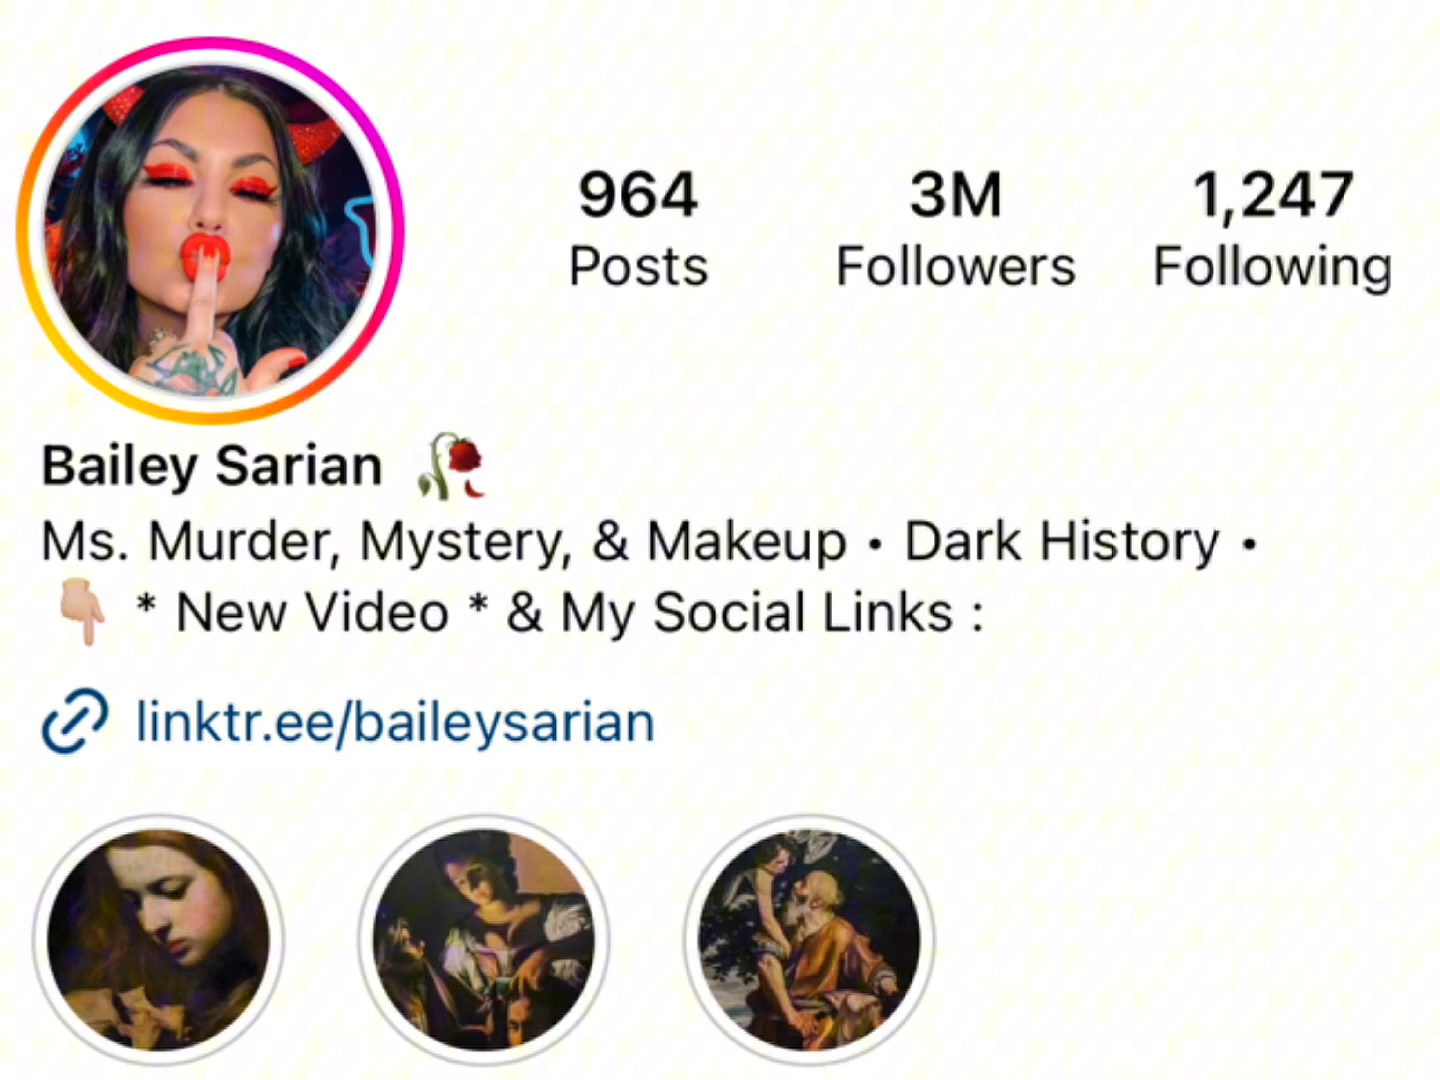 964 3M 1,247
Posts Followers Following
Bailey Sarian 🥀
Ms. Murder, Mystery, & Makeup • Dark History •
👇🏼 * New Video * & My Social Links :
linktr.ee/baileysarian